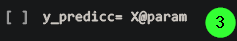 [ ] y_predicc= X@param 3